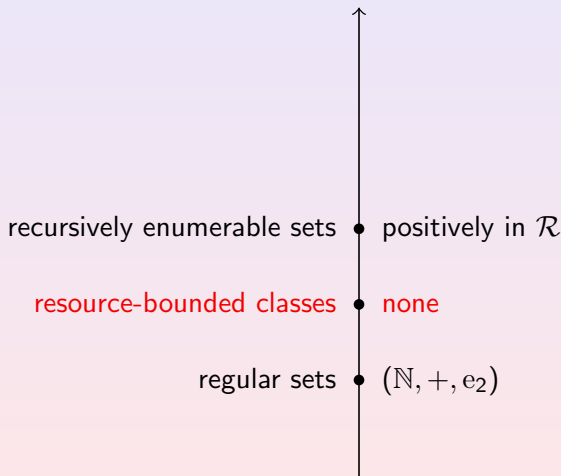 recursively enumerable sets positively in ℛ
resource-bounded classes none
regular sets (ℕ, +, e₂)